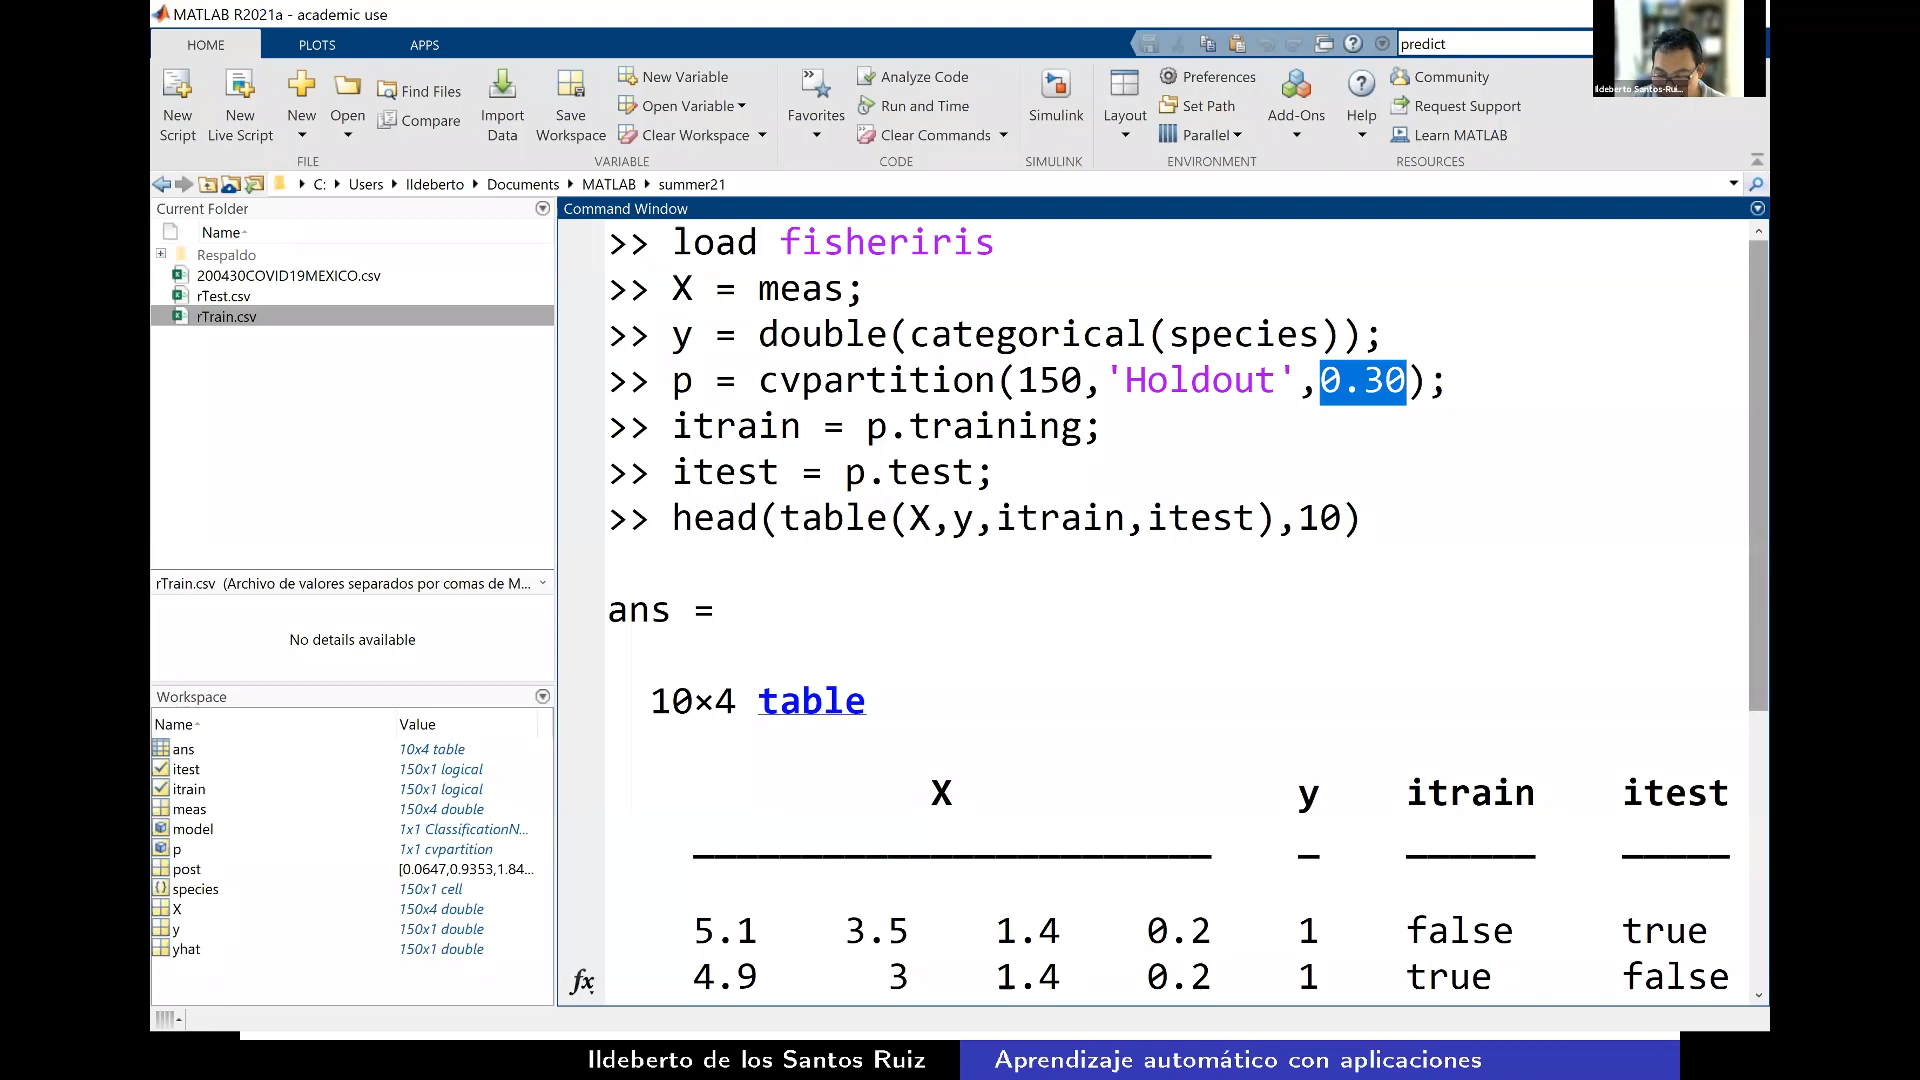 MATLAB R2021a - academic use
HOME PLOTS APPS
predict
New Script
New Live Script
New
Open
Find Files
Compare
Import Data
Save Workspace
New Variable
Open Variable
Clear Workspace
Favorites
Analyze Code
Run and Time
Clear Commands
Simulink
Layout
Preferences
Set Path
Parallel
Add-Ons
Help
Community
Request Support
Learn MATLAB
FILE VARIABLE CODE SIMULINK ENVIRONMENT RESOURCES
Ildeberto Santos-Rui...
C: Users Ildeberto Documents MATLAB summer21
Current Folder
Name
Respaldo
200430COVID19MEXICO.csv
rTest.csv
rTrain.csv
rTrain.csv (Archivo de valores separados por comas de M...
No details available
Workspace
Name Value
ans 10x4 table
itest 150x1 logical
itrain 150x1 logical
meas 150x4 double
model 1x1 ClassificationN...
p 1x1 cvpartition
post [0.0647,0.9353,1.84...
species 150x1 cell
X 150x4 double
y 150x1 double
yhat 150x1 double
Command Window
>> load fisheriris
>> X = meas;
>> y = double(categorical(species));
>> p = cvpartition(150,'Holdout',0.30);
>> itrain = p.training;
>> itest = p.test;
>> head(table(X,y,itrain,itest),10)
ans =
10×4 table
X y itrain itest
5.1 3.5 1.4 0.2 1 false true
4.9 3 1.4 0.2 1 true false
fx
Ildeberto de los Santos Ruiz Aprendizaje automático con aplicaciones